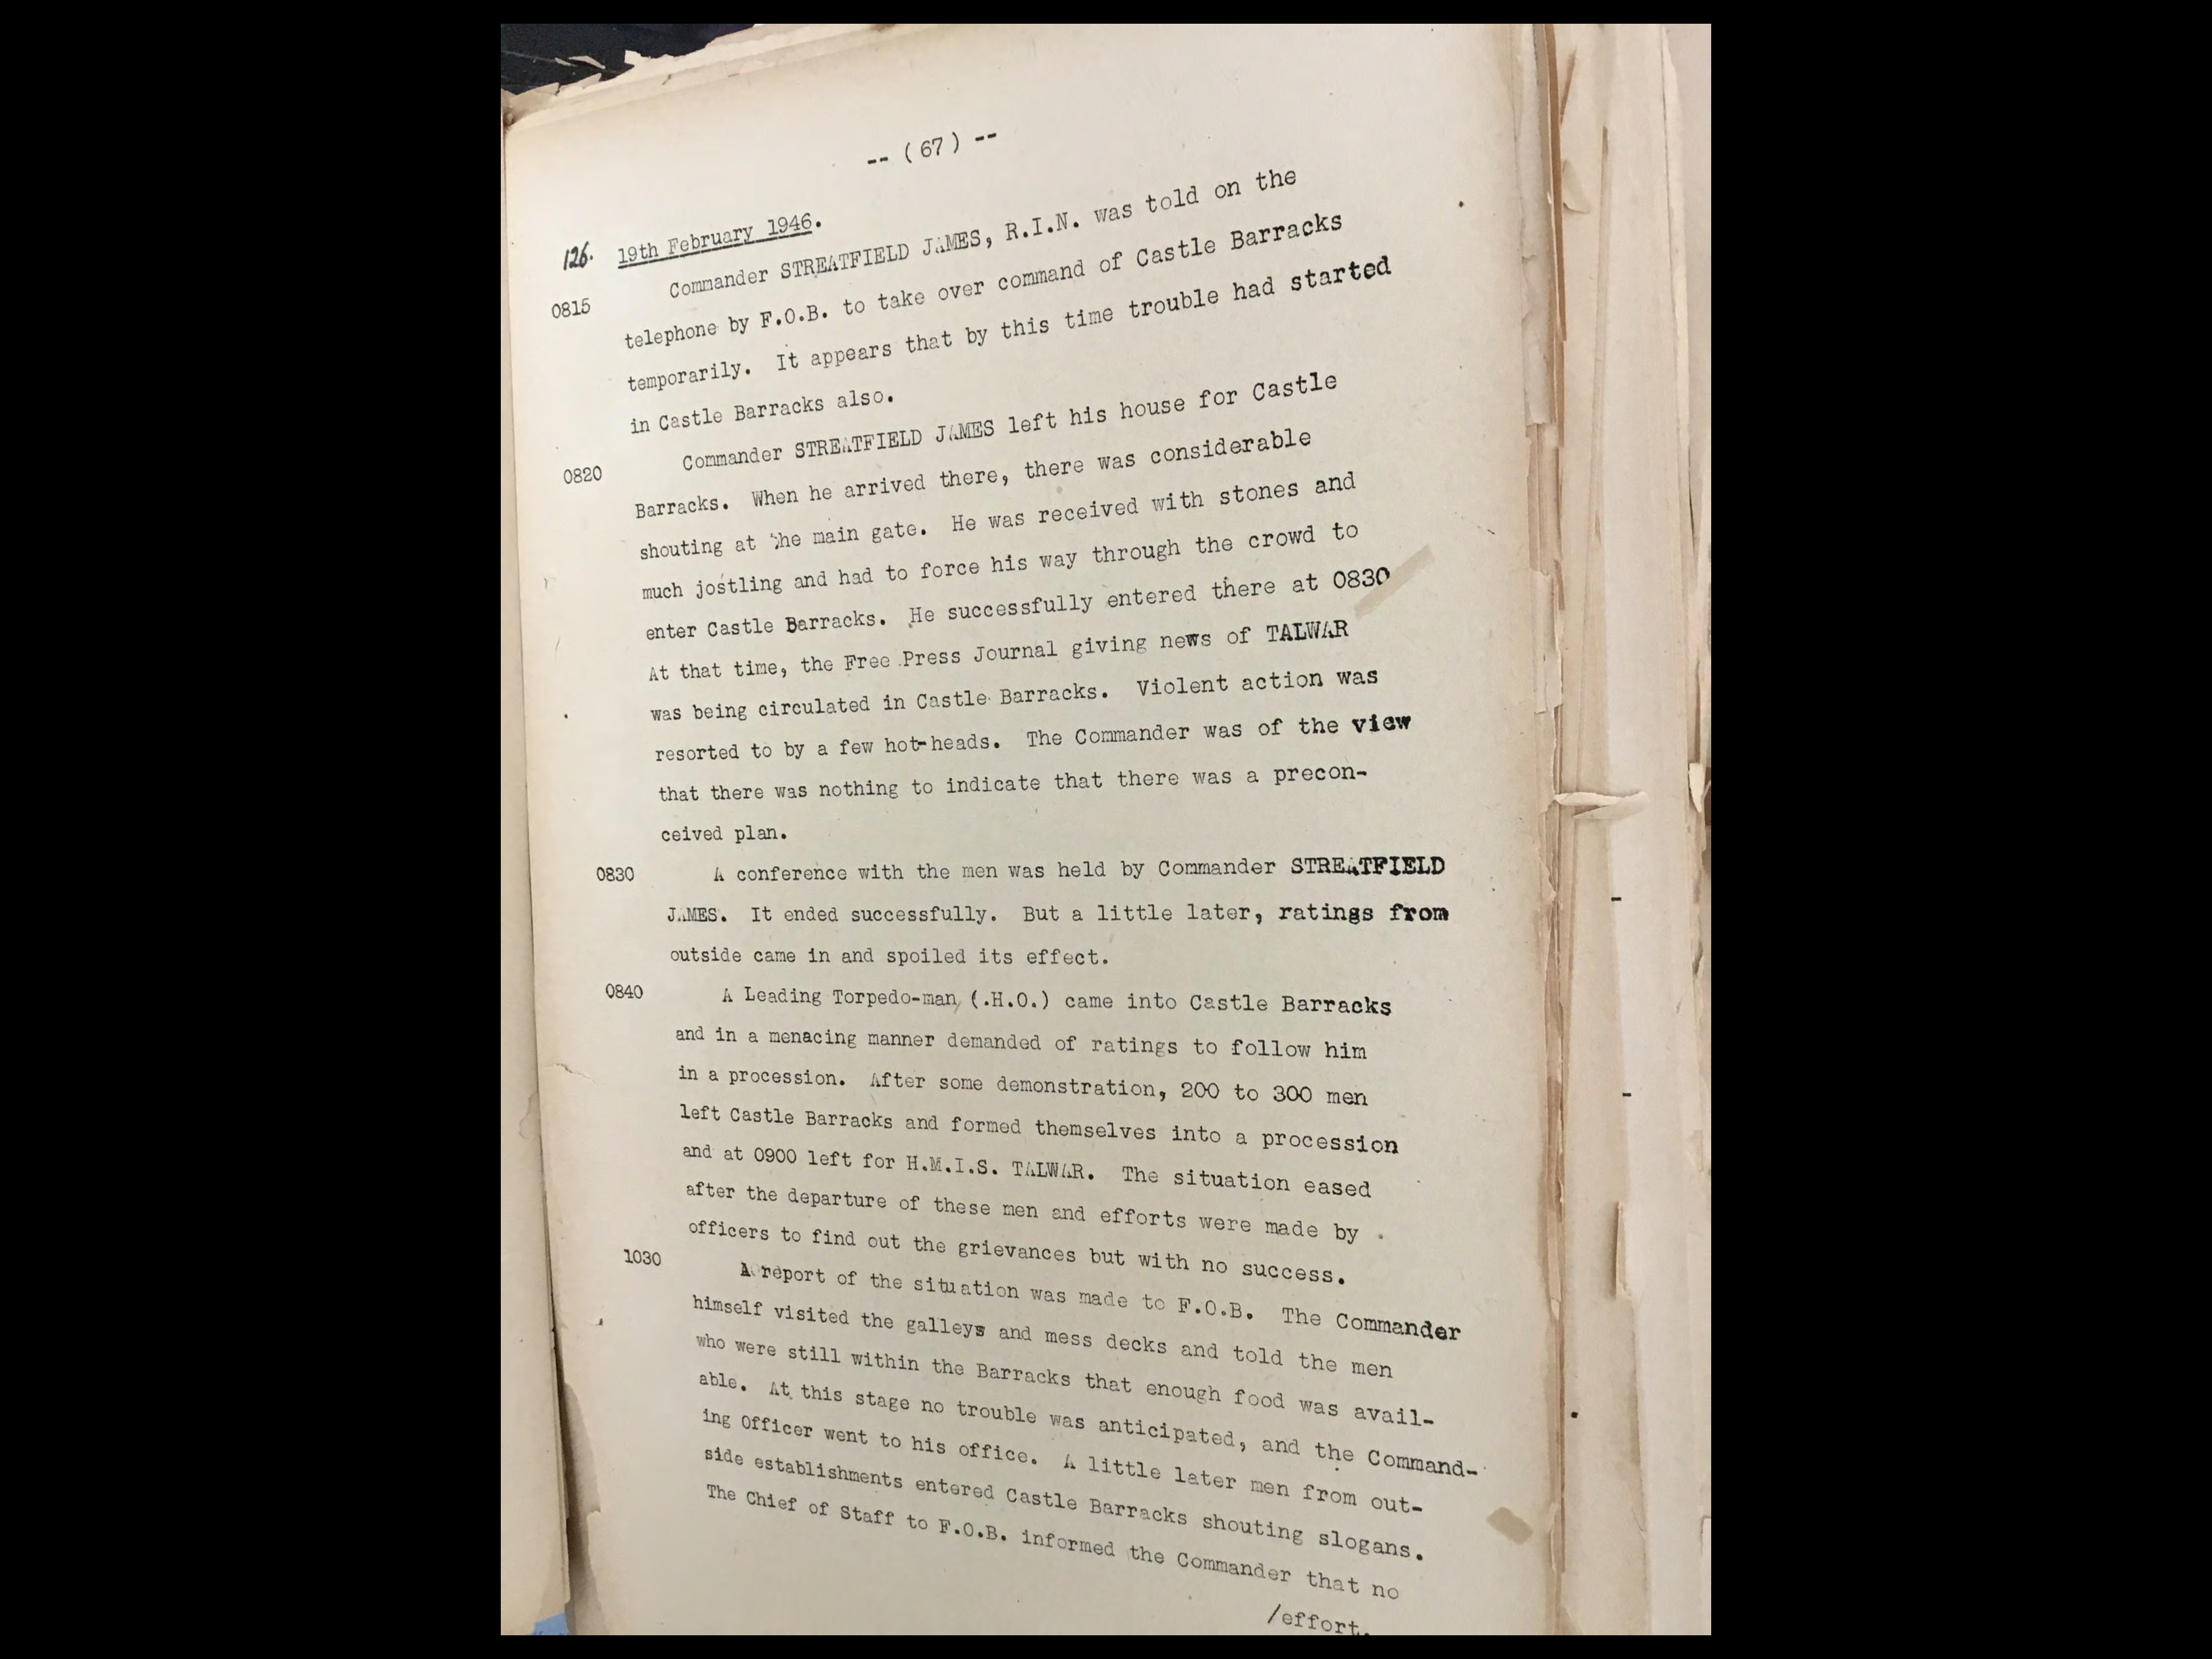 -- (67) --
126. 19th February 1946.
0815 Commander STREATFIELD JAMES, R.I.N. was told on the
telephone by F.O.B. to take over command of Castle Barracks
temporarily. It appears that by this time trouble had started
in Castle Barracks also.
0820 Commander STREATFIELD JAMES left his house for Castle
Barracks. When he arrived there, there was considerable
shouting at the main gate. He was received with stones and
much jostling and had to force his way through the crowd to
enter Castle Barracks. He successfully entered there at 0830
At that time, the Free Press Journal giving news of TALWAR
was being circulated in Castle Barracks. Violent action was
resorted to by a few hot-heads. The Commander was of the view
that there was nothing to indicate that there was a precon-
ceived plan.
0830 A conference with the men was held by Commander STREATFIELD
JAMES. It ended successfully. But a little later, ratings from
outside came in and spoiled its effect.
0840 A Leading Torpedo-man (.H.O.) came into Castle Barracks
and in a menacing manner demanded of ratings to follow him
in a procession. After some demonstration, 200 to 300 men
left Castle Barracks and formed themselves into a procession
and at 0900 left for H.M.I.S. TALWAR. The situation eased
after the departure of these men and efforts were made by
officers to find out the grievances but with no success.
1030 A report of the situation was made to F.O.B. The Commander
himself visited the galleys and mess decks and told the men
who were still within the Barracks that enough food was avail-
able. At this stage no trouble was anticipated, and the Command-
ing Officer went to his office. A little later men from out-
side establishments entered Castle Barracks shouting slogans.
The Chief of Staff to F.O.B. informed the Commander that no
/effort.